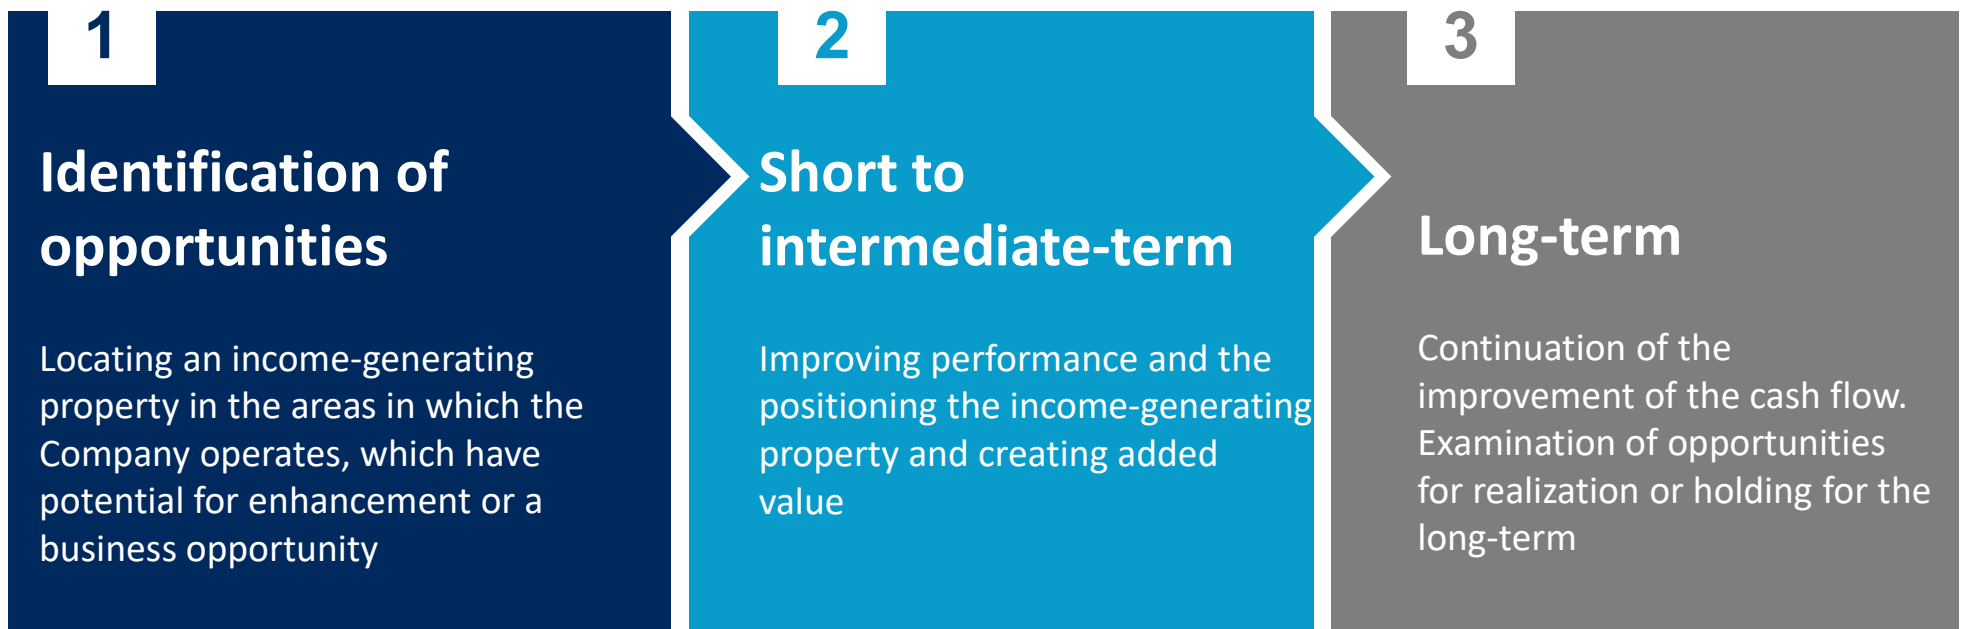 1
Identification of
opportunities
Locating an income-generating
property in the areas in which the
Company operates, which have
potential for enhancement or a
business opportunity
2
Short to
intermediate-term
Improving performance and the
positioning the income-generating
property and creating added
value
3
Long-term
Continuation of the
improvement of the cash flow.
Examination of opportunities
for realization or holding for the
long-term